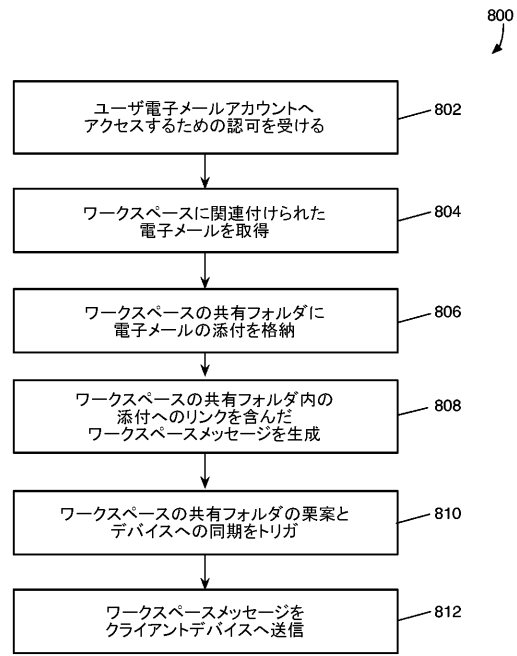 800
ユーザ電子メールアカウントへ
アクセスするための認可を受ける
802
ワークスペースに関連付けられた
電子メールを取得
804
ワークスペースの共有フォルダに
電子メールの添付を格納
806
ワークスペースの共有フォルダ内の
添付へのリンクを含んだ
ワークスペースメッセージを生成
808
ワークスペースの共有フォルダの栗案と
デバイスへの同期をトリガ
810
ワークスペースメッセージを
クライアントデバイスへ送信
812